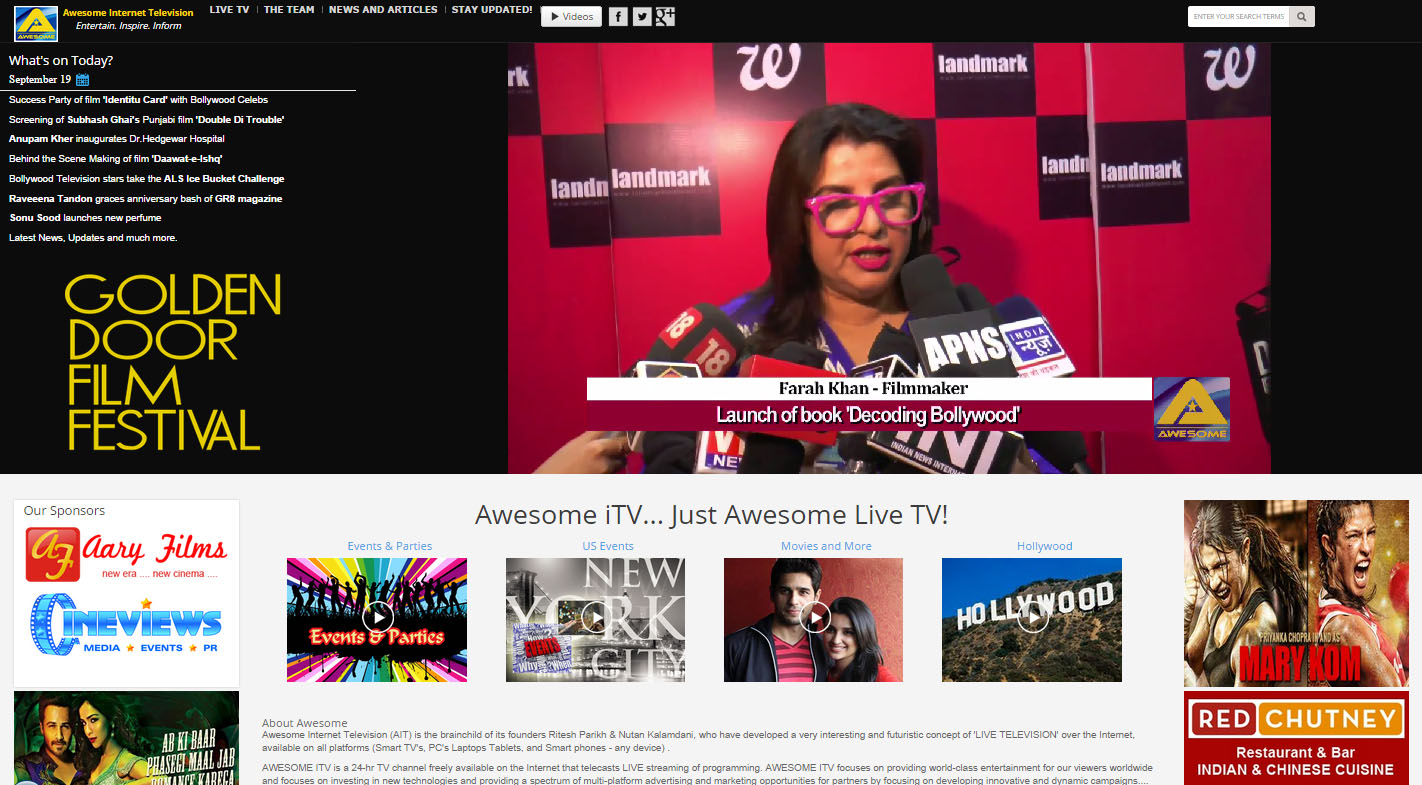 Awesome Internet Television
Entertain. Inspire. Inform
AWESOME
LIVE TV | THE TEAM | NEWS AND ARTICLES | STAY UPDATED!
Videos
ENTER YOUR SEARCH TERMS
What's on Today?
September 19
Success Party of film 'Identitu Card' with Bollywood Celebs
Screening of Subhash Ghai's Punjabi film 'Double Di Trouble'
Anupam Kher inaugurates Dr.Hedgewar Hospital
Behind the Scene Making of film 'Daawat-e-Ishq'
Bollywood Television stars take the ALS Ice Bucket Challenge
Raveeena Tandon graces anniversary bash of GR8 magazine
Sonu Sood launches new perfume
Latest News, Updates and much more.
GOLDEN
DOOR
FILM
FESTIVAL
rk
landmark
landn
landmark
landn
landmark
18
18
APNS
INDIA
न्यूज़
NE
INDIAN NEWS INTERNATI
Farah Khan - Filmmaker
Launch of book 'Decoding Bollywood'
AWESOME
Our Sponsors
AF Aary Films
new era .... new cinema ....
CINEVIEWS
MEDIA ★ EVENTS ★ PR
AB KI BAAR
PHASEGI MAAL JAB
ROMANCE KAREGA
Awesome iTV... Just Awesome Live TV!
Events & Parties
US Events
Movies and More
Hollywood
Events & Parties
NEW
YORK
CITY
EVENTS
HOLLYWOOD
About Awesome
Awesome Internet Television (AIT) is the brainchild of its founders Ritesh Parikh & Nutan Kalamdani, who have developed a very interesting and futuristic concept of 'LIVE TELEVISION' over the Internet,
available on all platforms (Smart TV's, PC's Laptops Tablets, and Smart phones - any device) .
AWESOME ITV is a 24-hr TV channel freely available on the Internet that telecasts LIVE streaming of programming. AWESOME ITV focuses on providing world-class entertainment for our viewers worldwide
and focuses on investing in new technologies and providing a spectrum of multi-platform advertising and marketing opportunities for partners by focusing on developing innovative and dynamic campaigns....
PRIYANKA CHOPRA IN AND AS
MARY KOM
RED CHUTNEY
Restaurant & Bar
INDIAN & CHINESE CUISINE